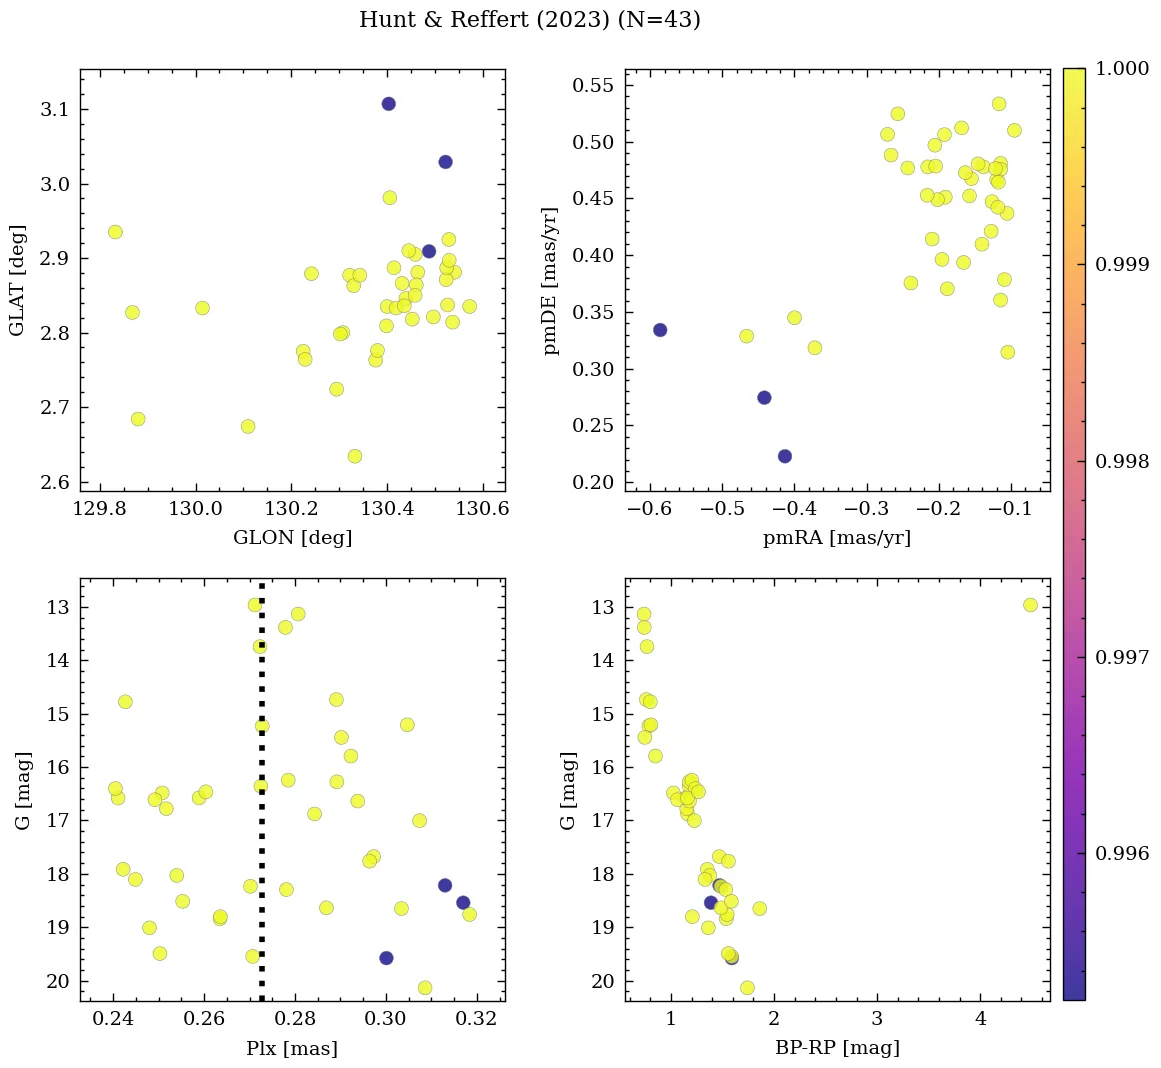 Hunt & Reffert (2023) (N=43)
3.1
3.0
2.9
2.8
2.7
2.6
GLAT [deg]
129.8 130.0 130.2 130.4 130.6
GLON [deg]
0.55
0.50
0.45
0.40
0.35
0.30
0.25
0.20
pmDE [mas/yr]
−0.6 −0.5 −0.4 −0.3 −0.2 −0.1
pmRA [mas/yr]
1.000
0.999
0.998
0.997
0.996
13
14
15
16
17
18
19
20
G [mag]
0.24 0.26 0.28 0.30 0.32
Plx [mas]
13
14
15
16
17
18
19
20
G [mag]
1 2 3 4
BP-RP [mag]